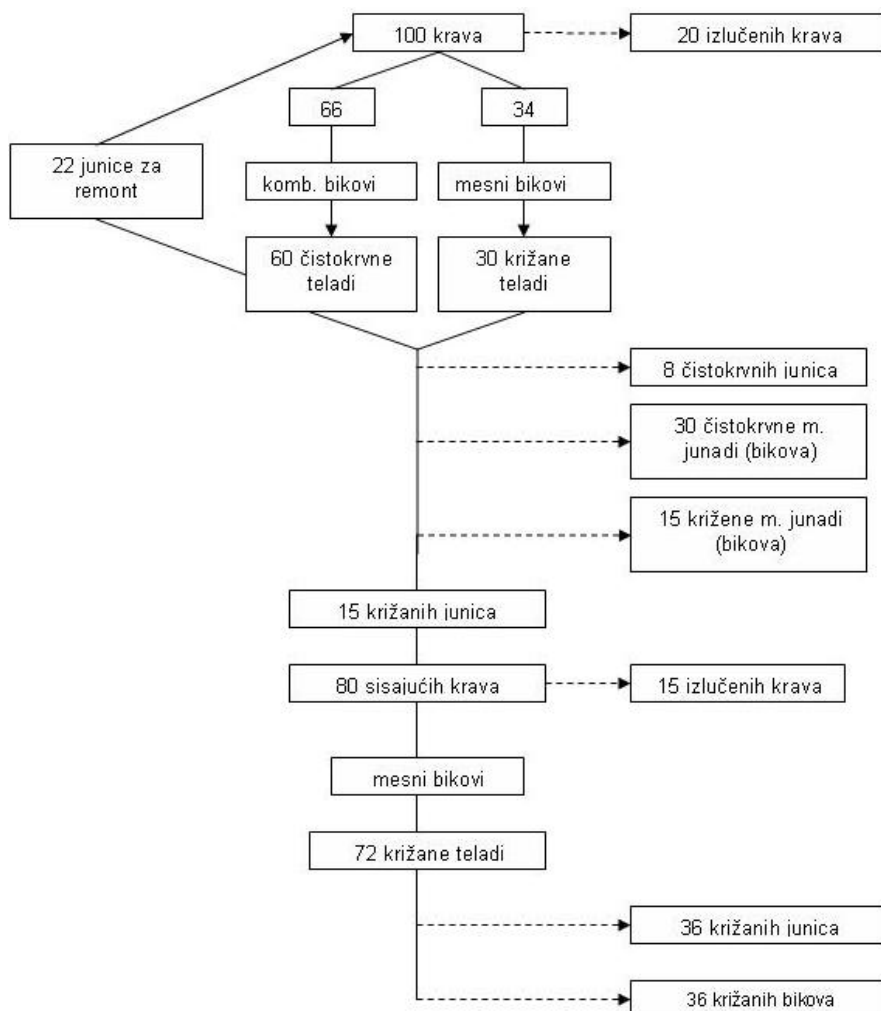 100 krava
20 izlučenih krava
66
34
22 junice za
remont
komb. bikovi
mesni bikovi
60 čistokrvne
teladi
30 križane
teladi
8 čistokrvnih junica
30 čistokrvne m.
junadi (bikova)
15 križene m. junadi
(bikova)
15 križanih junica
80 sisajućih krava
15 izlučenih krava
mesni bikovi
72 križane teladi
36 križanih junica
36 križanih bikova